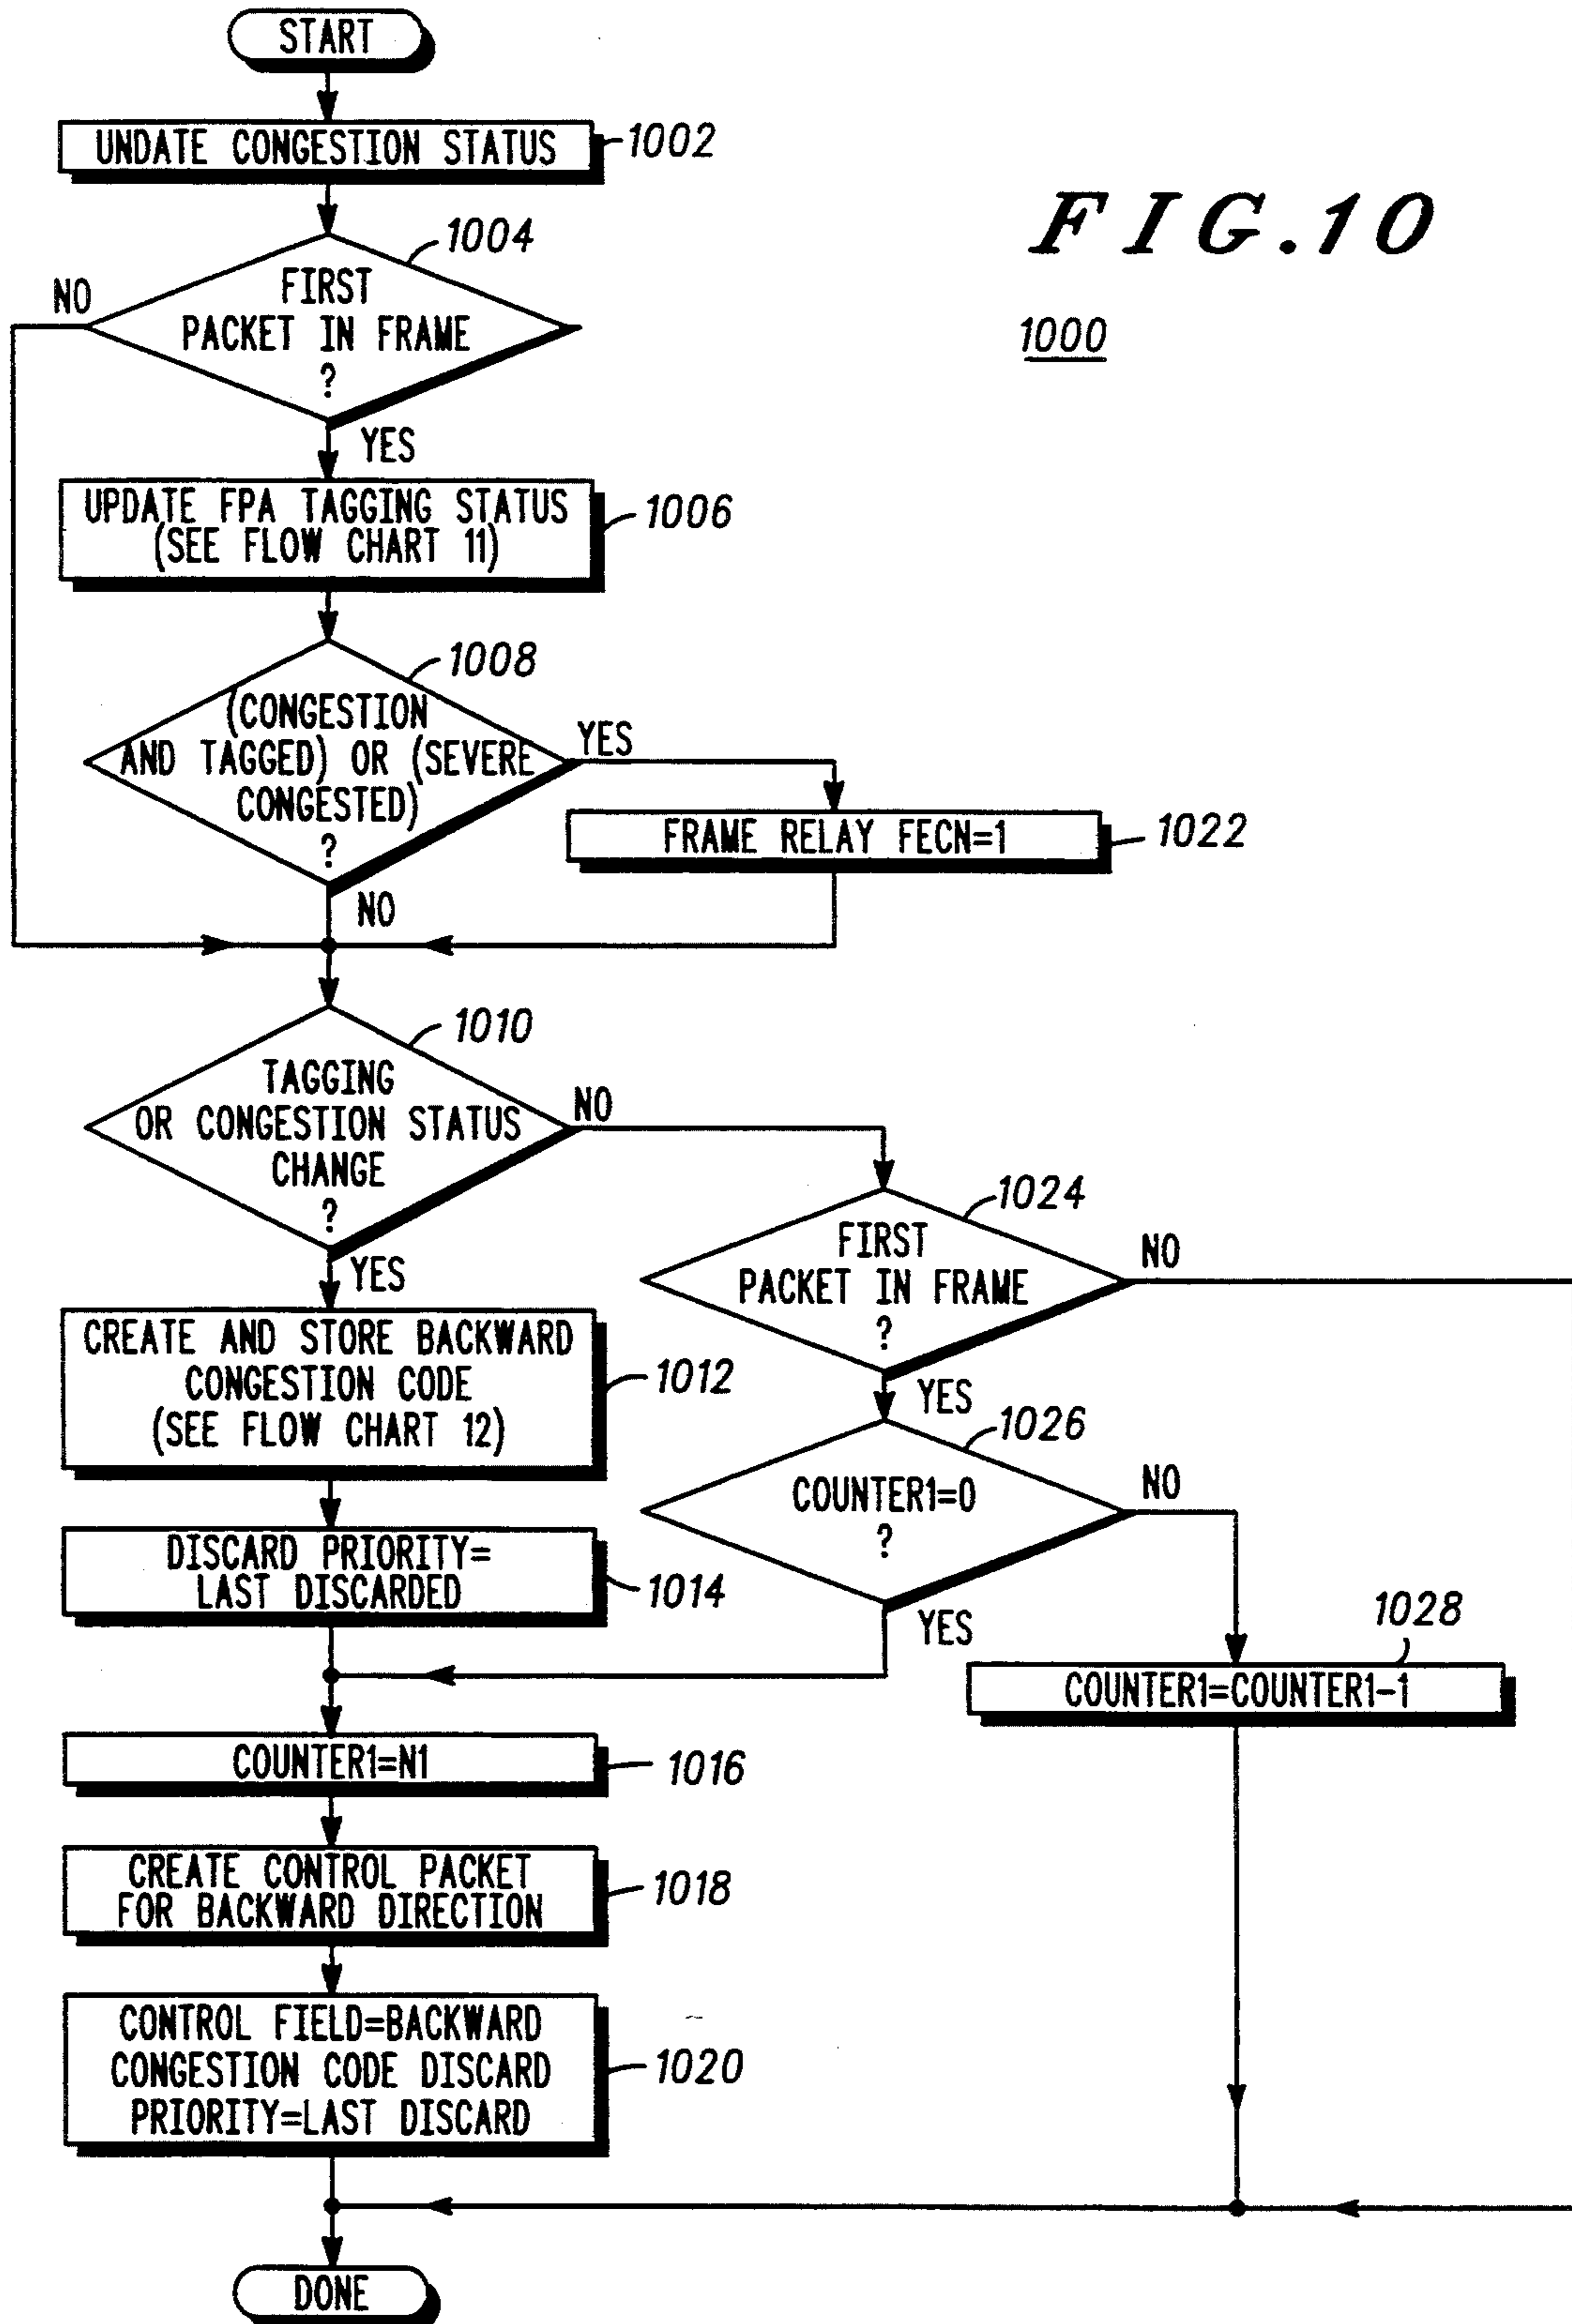 START
UNDATE CONGESTION STATUS
1002
FIG.10
1000
1004
FIRST
PACKET IN FRAME
?
NO
YES
UPDATE FPA TAGGING STATUS
(SEE FLOW CHART 11)
1006
1008
(CONGESTION
AND TAGGED) OR (SEVERE
CONGESTED)
?
YES
NO
FRAME RELAY FECN=1
1022
1010
TAGGING
OR CONGESTION STATUS
CHANGE
?
NO
YES
1024
FIRST
PACKET IN FRAME
?
NO
YES
CREATE AND STORE BACKWARD
CONGESTION CODE
(SEE FLOW CHART 12)
1012
1026
COUNTER1=0
?
NO
YES
DISCARD PRIORITY=
LAST DISCARDED
1014
1028
COUNTER1=COUNTER1-1
COUNTER1=N1
1016
CREATE CONTROL PACKET
FOR BACKWARD DIRECTION
1018
CONTROL FIELD=BACKWARD
CONGESTION CODE DISCARD
PRIORITY=LAST DISCARD
1020
DONE